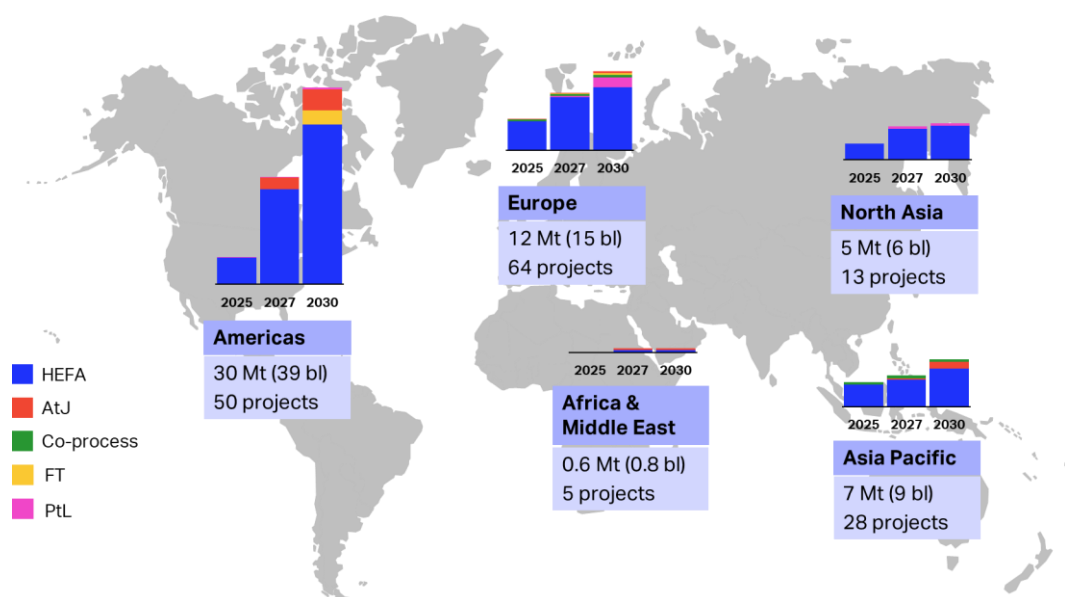 2025 2027 2030
Europe
12 Mt (15 bl)
64 projects
2025 2027 2030
North Asia
5 Mt (6 bl)
13 projects
2025 2027 2030
Americas
30 Mt (39 bl)
50 projects
2025 2027 2030
Africa &
Middle East
0.6 Mt (0.8 bl)
5 projects
2025 2027 2030
Asia Pacific
7 Mt (9 bl)
28 projects
HEFA
AtJ
Co-process
FT
PtL